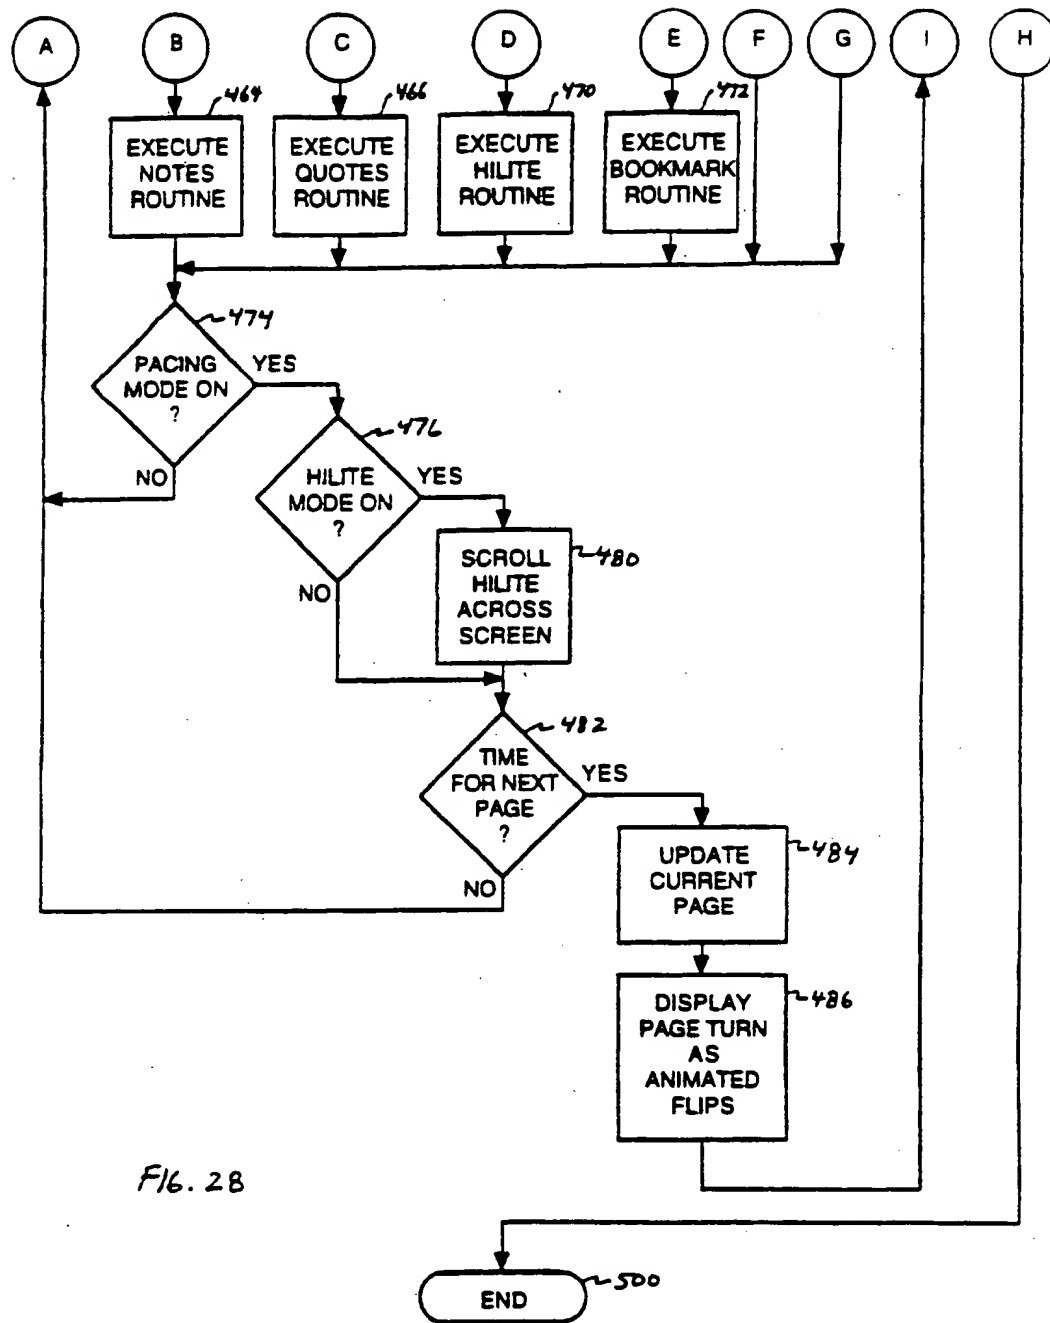 A B C D E F G I H
464 466 470 472
EXECUTE
NOTES
ROUTINE
EXECUTE
QUOTES
ROUTINE
EXECUTE
HILITE
ROUTINE
EXECUTE
BOOKMARK
ROUTINE
474
PACING
MODE ON
?
YES
NO
476
HILITE
MODE ON
?
YES
NO
480
SCROLL
HILITE
ACROSS
SCREEN
482
TIME
FOR NEXT
PAGE
?
YES
NO
484
UPDATE
CURRENT
PAGE
486
DISPLAY
PAGE TURN
AS
ANIMATED
FLIPS
FIG. 28
500
END